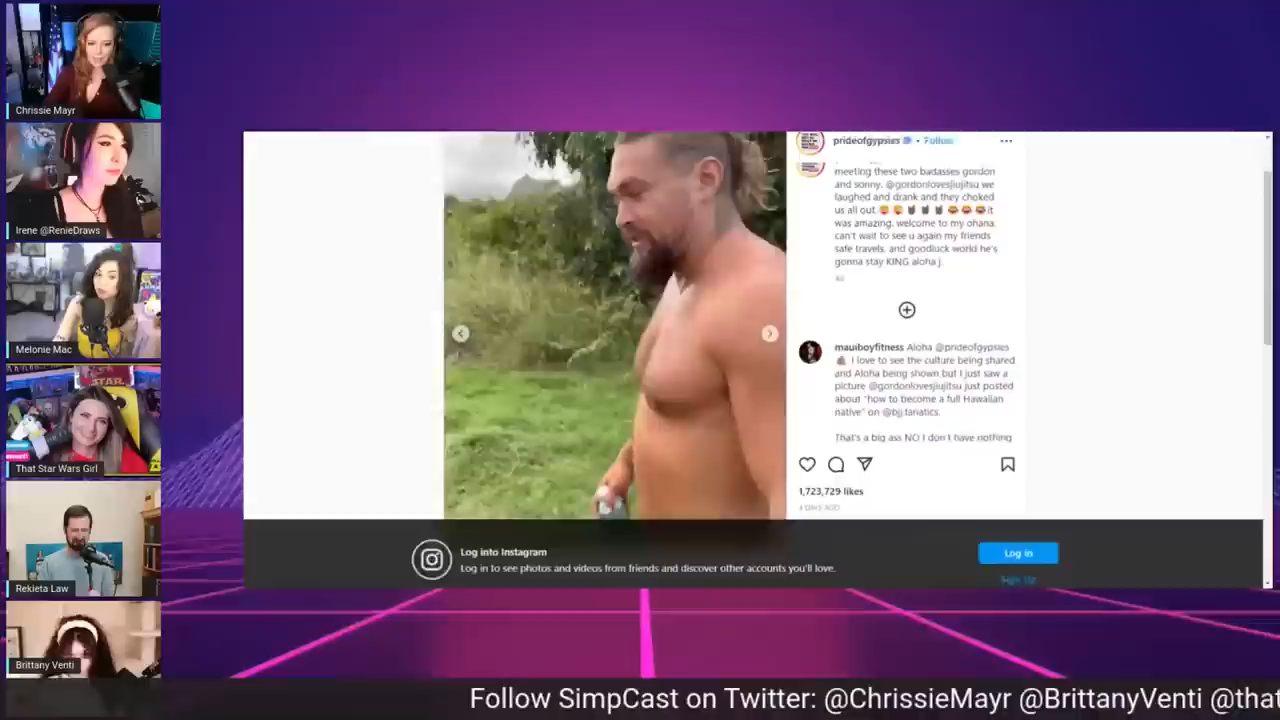 Chrissie Mayr
Irene @RenieDraws
Melonie Mac
STAR.
That Star Wars Girl
Rekieta Law
Brittany Venti
prideofgypsies • Follow
meeting these two badasses gordon
and sonny. @gordonlovesjiujitsu we
laughed and drank and they choked
us all out. it
was amazing. welcome to my ohana.
can't wait to see u again my friends
safe travels. and goodluck world he's
gonna stay KING aloha j.
mauiboyfitness Aloha @prideofgypsies
I love to see the culture being shared
and Aloha being shown but I just saw a
picture @gordonlovesjiujitsu just posted
about "how to become a full Hawaiian
native" on @bjj.fanatics.
That's a big ass NO! I don't have nothing
1,723,729 likes
4 DAYS AGO
Log into Instagram
Log in to see photos and videos from friends and discover other accounts you'll love.
Log in
Sign Up
Follow SimpCast on Twitter: @ChrissieMayr @BrittanyVenti @that